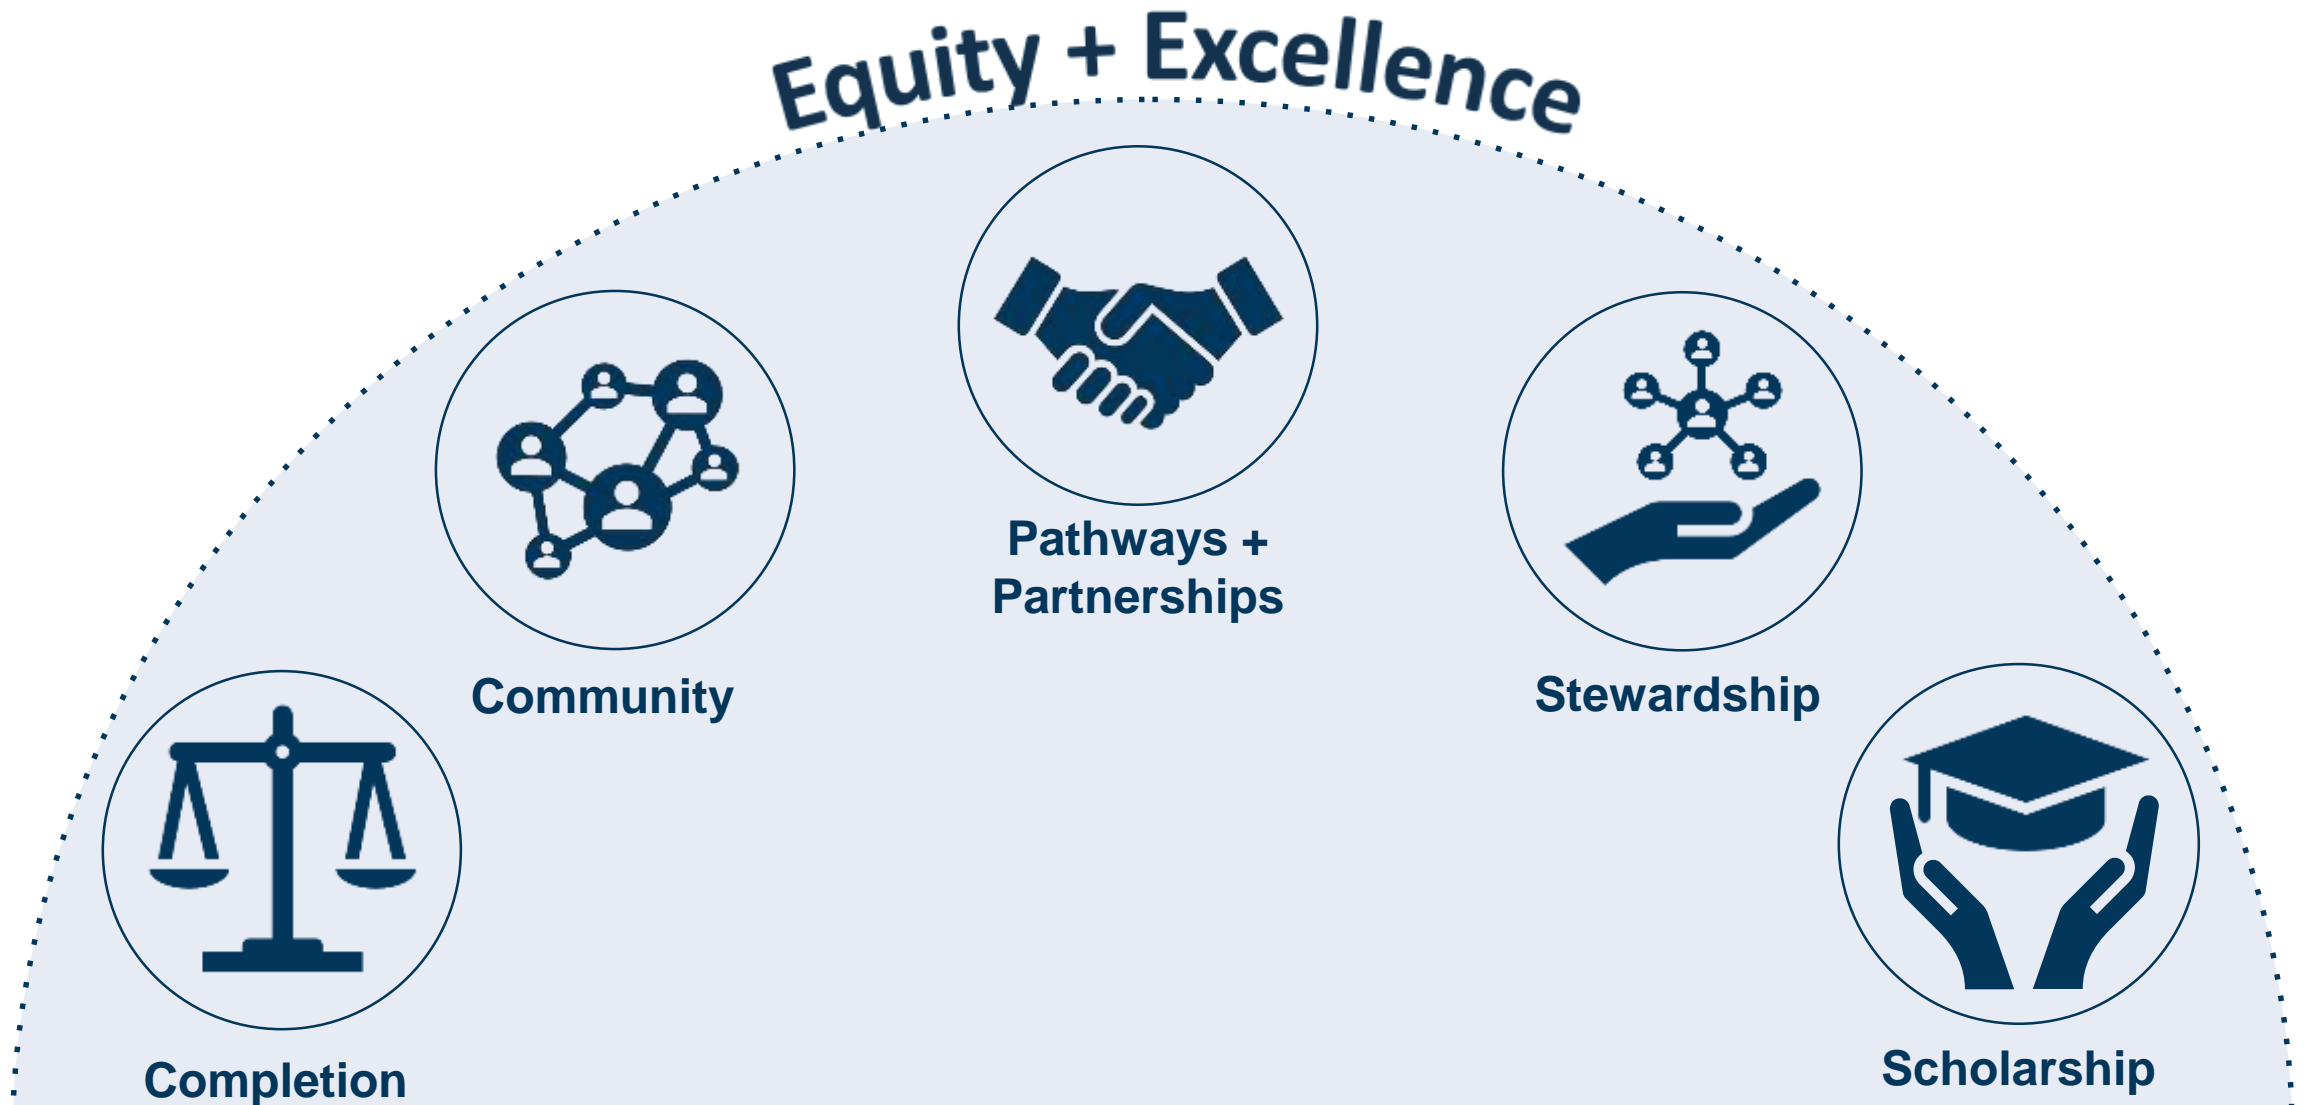 Equity + Excellence
Pathways +
Partnerships
Community
Stewardship
Completion
Scholarship